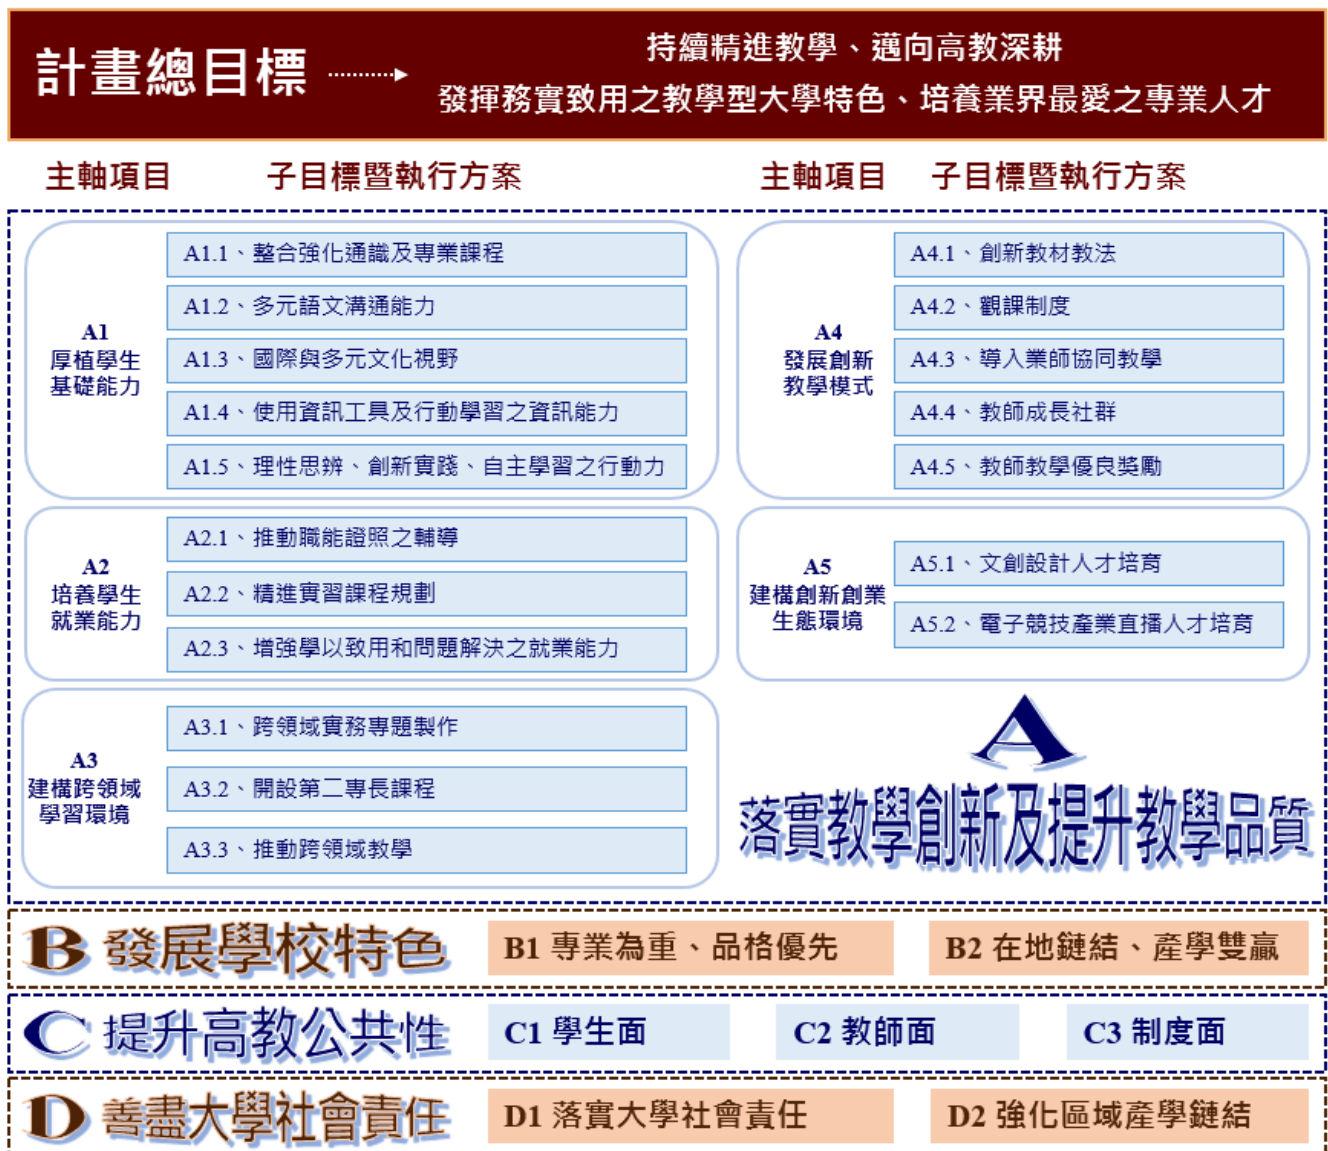 計畫總目標
持續精進教學、邁向高教深耕
發揮務實致用之教學型大學特色、培養業界最愛之專業人才
主軸項目
子目標暨執行方案
主軸項目
子目標暨執行方案
A1
厚植學生
基礎能力
A1.1、整合強化通識及專業課程
A1.2、多元語文溝通能力
A1.3、國際與多元文化視野
A1.4、使用資訊工具及行動學習之資訊能力
A1.5、理性思辨、創新實踐、自主學習之行動力
A2
培養學生
就業能力
A2.1、推動職能證照之輔導
A2.2、精進實習課程規劃
A2.3、增強學以致用和問題解決之就業能力
A3
建構跨領域
學習環境
A3.1、跨領域實務專題製作
A3.2、開設第二專長課程
A3.3、推動跨領域教學
A4
發展創新
教學模式
A4.1、創新教材教法
A4.2、觀課制度
A4.3、導入業師協同教學
A4.4、教師成長社群
A4.5、教師教學優良獎勵
A5
建構創新創業
生態環境
A5.1、文創設計人才培育
A5.2、電子競技產業直播人才培育
A
落實教學創新及提升教學品質
B 發展學校特色
B1 專業為重、品格優先
B2 在地鏈結、產學雙贏
C 提升高教公共性
C1 學生面
C2 教師面
C3 制度面
D 善盡大學社會責任
D1 落實大學社會責任
D2 強化區域產學鏈結